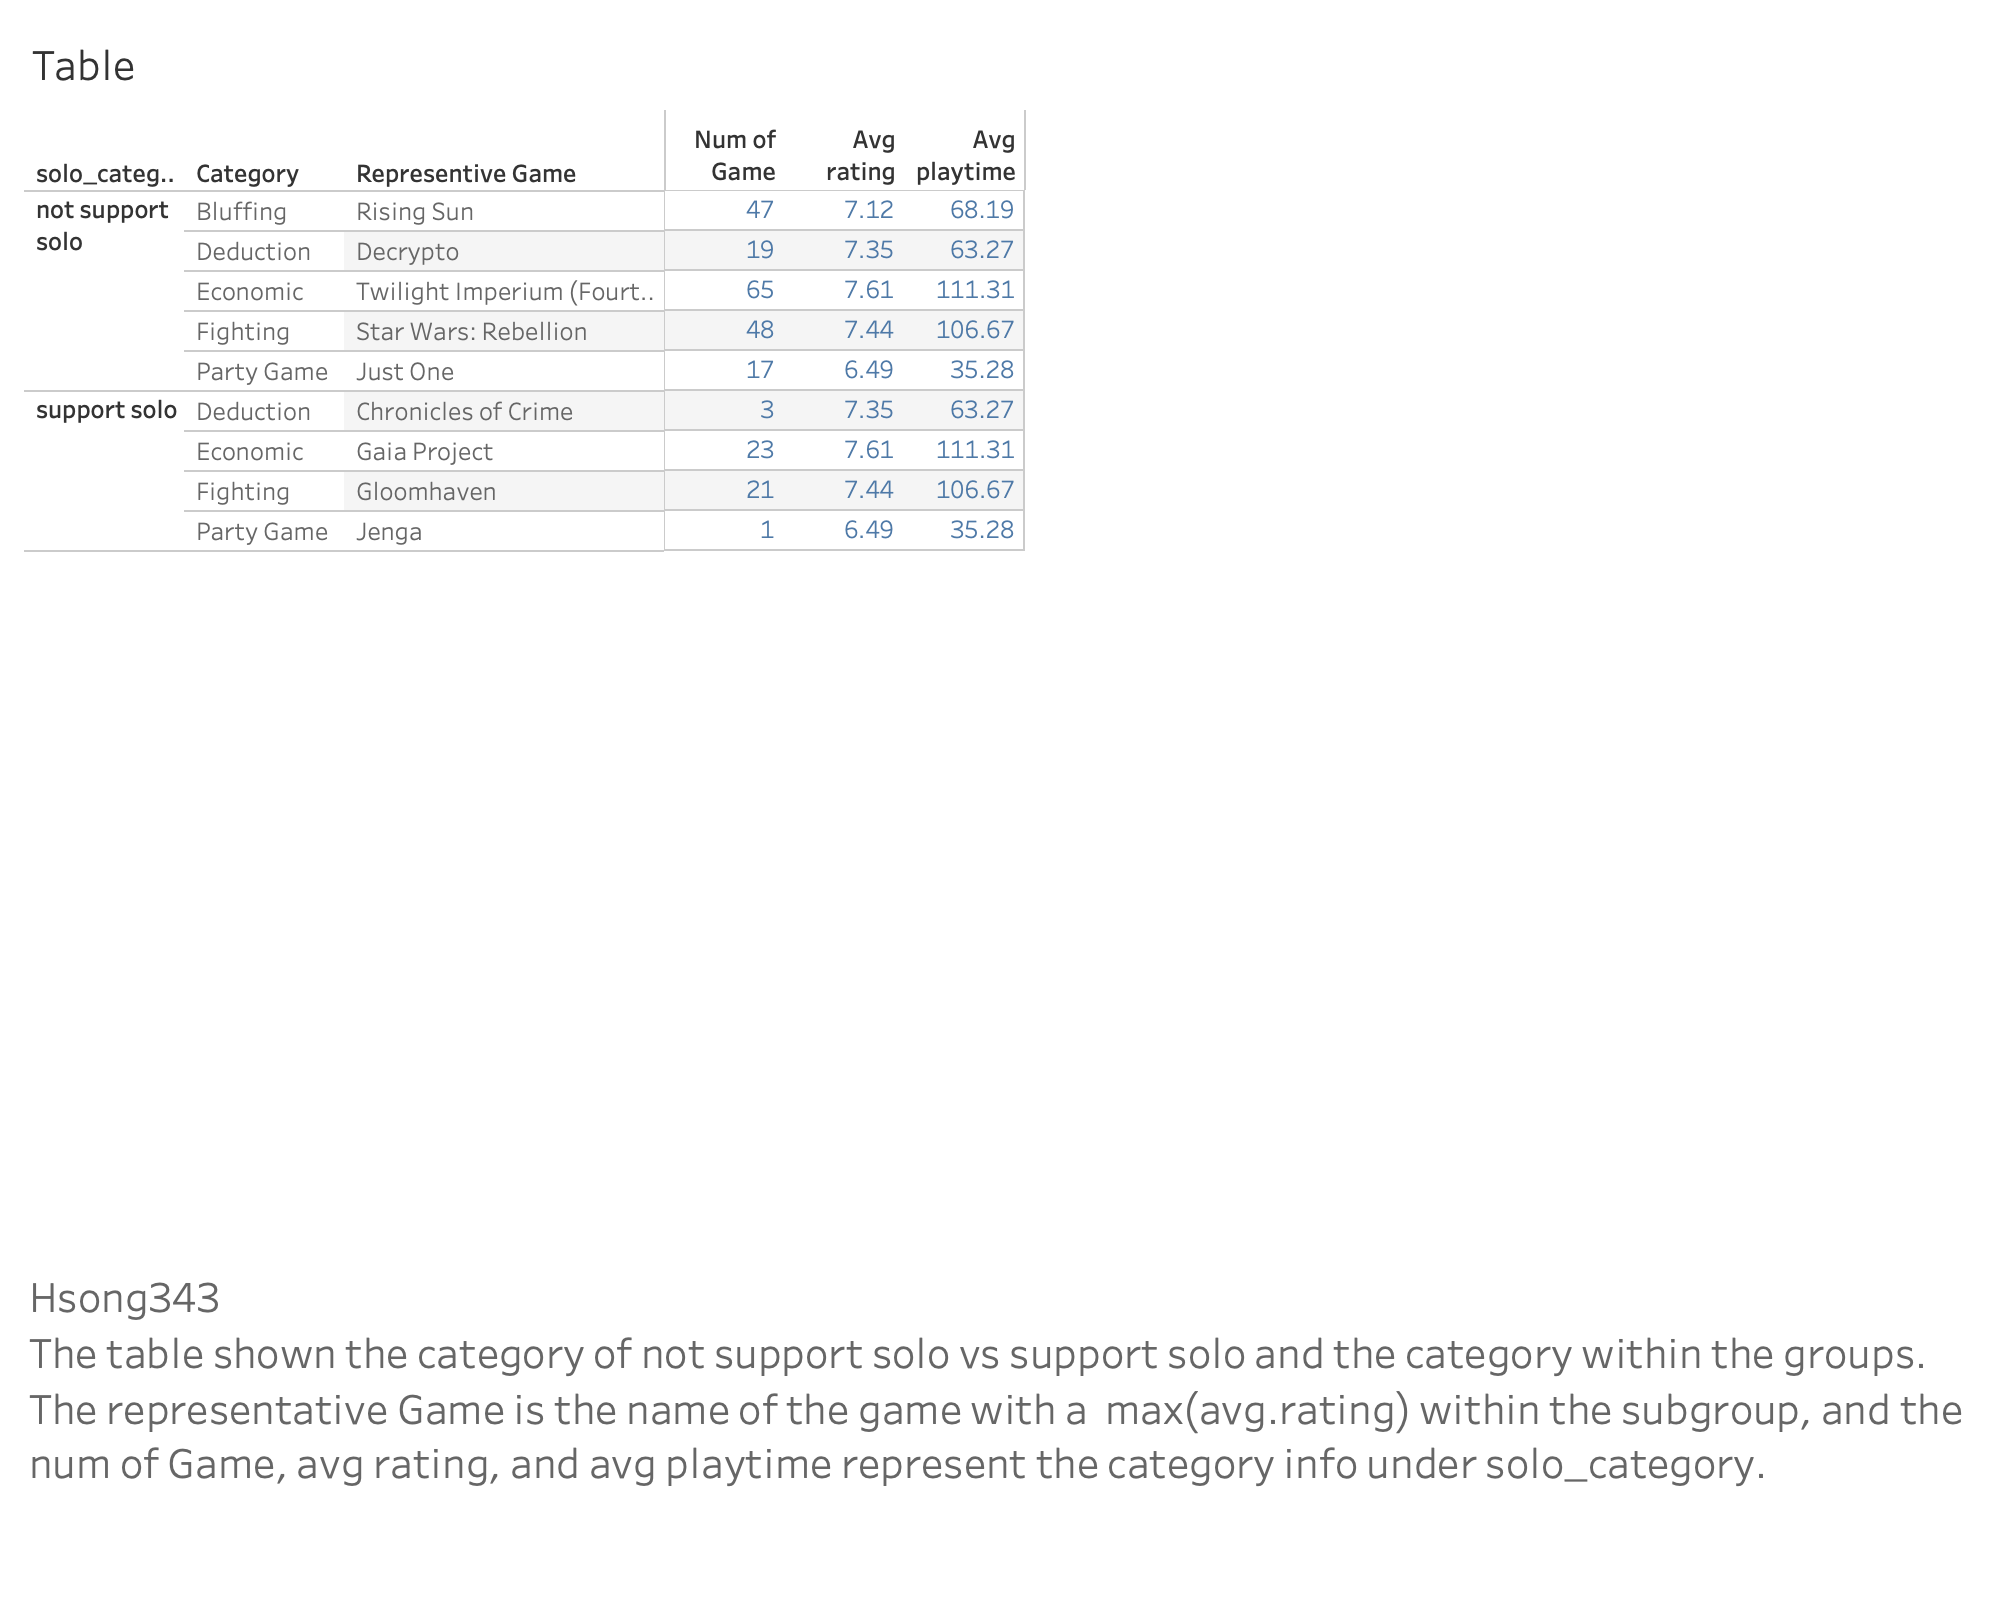 Table
Num of Avg Avg
solo_categ.. Category Representive Game Game rating playtime
not support solo Bluffing Rising Sun 47 7.12 68.19
Deduction Decrypto 19 7.35 63.27
Economic Twilight Imperium (Fourt.. 65 7.61 111.31
Fighting Star Wars: Rebellion 48 7.44 106.67
Party Game Just One 17 6.49 35.28
support solo Deduction Chronicles of Crime 3 7.35 63.27
Economic Gaia Project 23 7.61 111.31
Fighting Gloomhaven 21 7.44 106.67
Party Game Jenga 1 6.49 35.28
Hsong343
The table shown the category of not support solo vs support solo and the category within the groups.
The representative Game is the name of the game with a  max(avg.rating) within the subgroup, and the
num of Game, avg rating, and avg playtime represent the category info under solo_category.